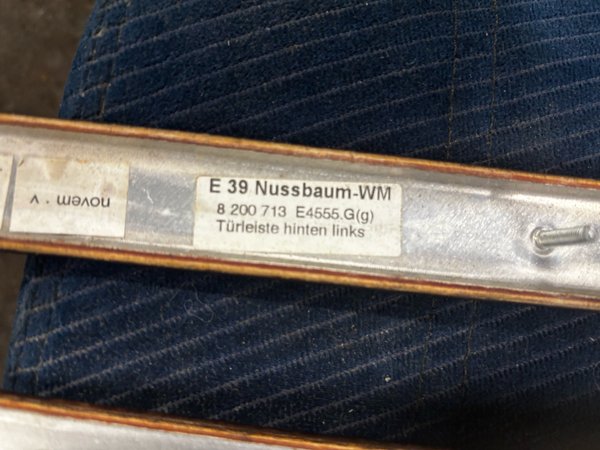 E 39 Nussbaum-WM
8 200 713 E4555.G(g)
Türleiste hinten links
novem . v